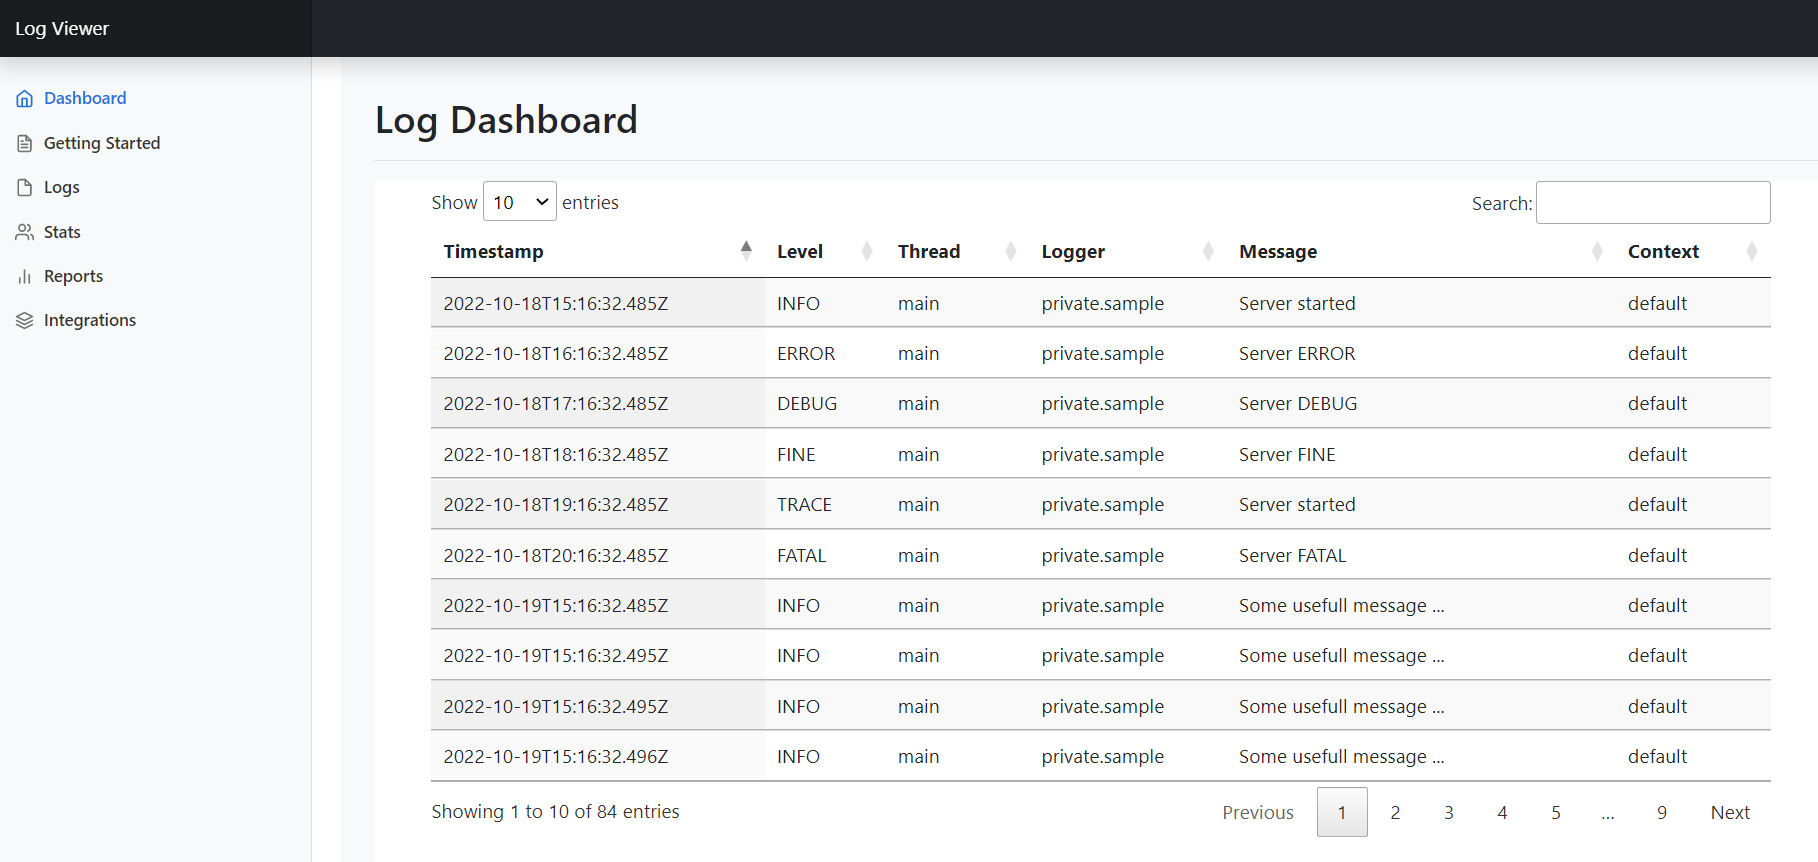 Log Viewer
Dashboard
Getting Started
Logs
Stats
Reports
Integrations
Log Dashboard
Show 10 entries
Search:
Timestamp Level Thread Logger Message Context
2022-10-18T15:16:32.485Z INFO main private.sample Server started default
2022-10-18T16:16:32.485Z ERROR main private.sample Server ERROR default
2022-10-18T17:16:32.485Z DEBUG main private.sample Server DEBUG default
2022-10-18T18:16:32.485Z FINE main private.sample Server FINE default
2022-10-18T19:16:32.485Z TRACE main private.sample Server started default
2022-10-18T20:16:32.485Z FATAL main private.sample Server FATAL default
2022-10-19T15:16:32.485Z INFO main private.sample Some usefull message ... default
2022-10-19T15:16:32.495Z INFO main private.sample Some usefull message ... default
2022-10-19T15:16:32.495Z INFO main private.sample Some usefull message ... default
2022-10-19T15:16:32.496Z INFO main private.sample Some usefull message ... default
Showing 1 to 10 of 84 entries
Previous 1 2 3 4 5 ... 9 Next